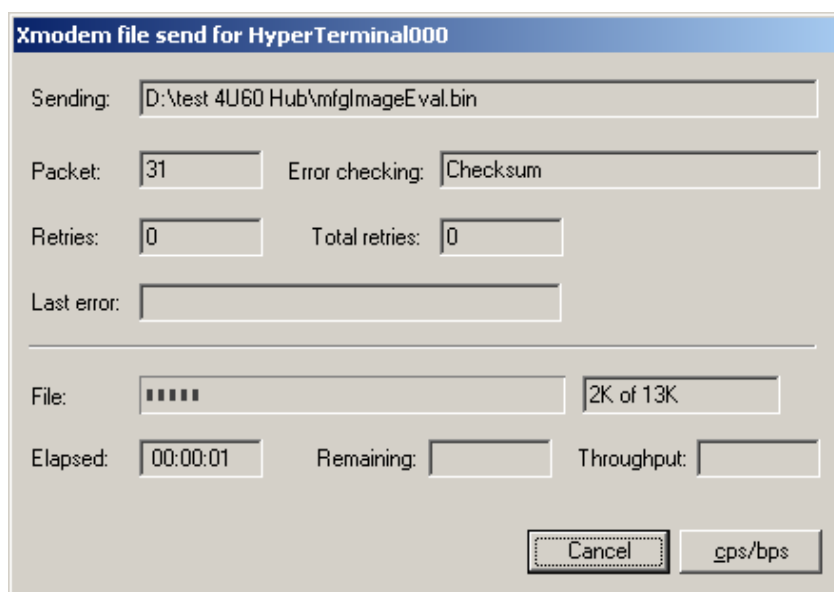 Xmodem file send for HyperTerminal000
Sending: D:\test 4U60 Hub\mfgImageEval.bin
Packet: 31 Error checking: Checksum
Retries: 0 Total retries: 0
Last error:
File: 2K of 13K
Elapsed: 00:00:01 Remaining: Throughput:
Cancel cps/bps